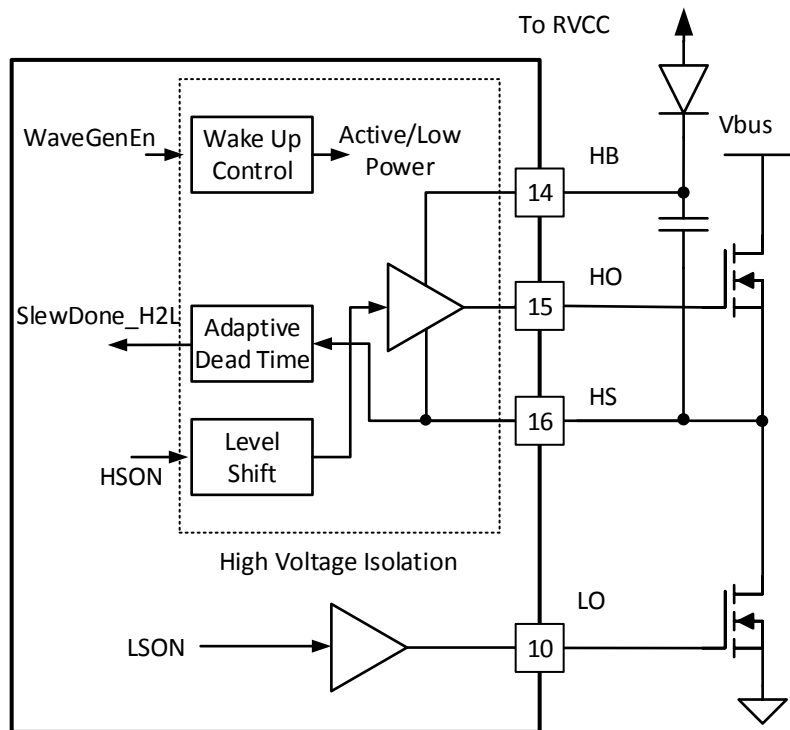 To RVCC
Vbus
WaveGenEn
Wake Up
Control
Active/Low
Power
HB
14
SlewDone_H2L
Adaptive
Dead Time
HO
15
HS
16
HSON
Level
Shift
High Voltage Isolation
LO
LSON
10